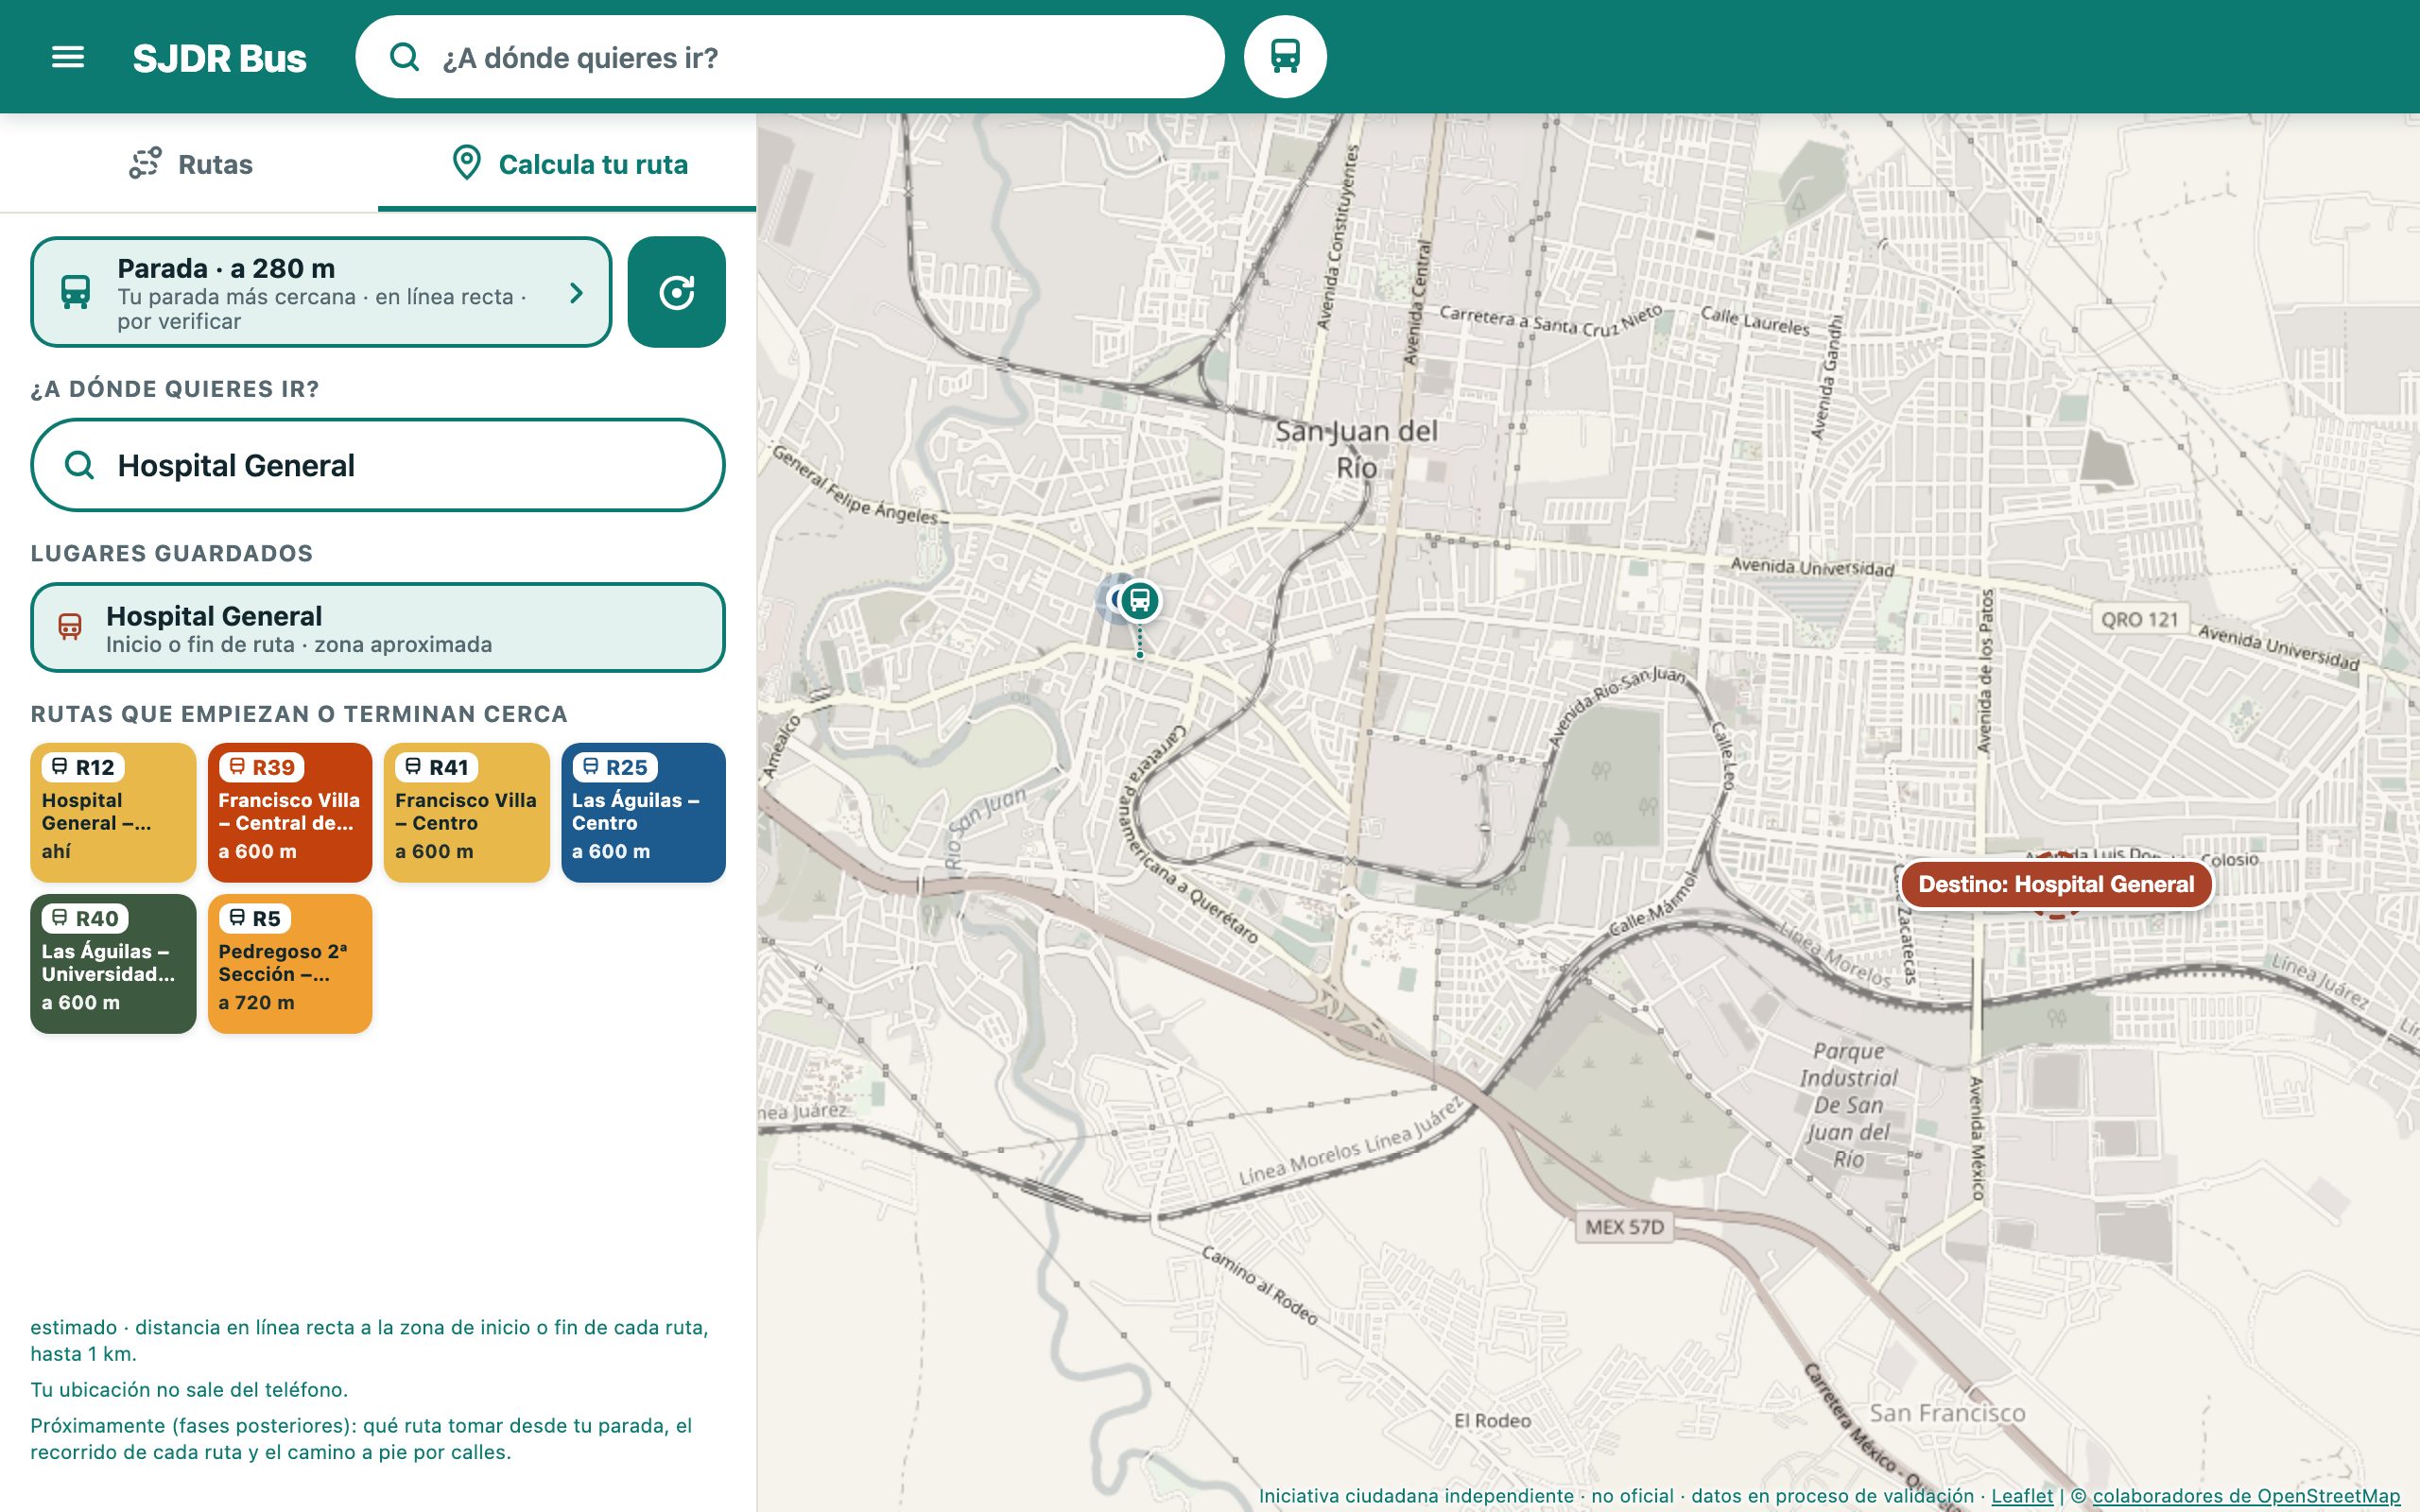 SJDR Bus
¿A dónde quieres ir?
Rutas
Calcula tu ruta
Parada · a 280 m
Tu parada más cercana · en línea recta ·
por verificar
¿A DÓNDE QUIERES IR?
Hospital General
LUGARES GUARDADOS
Hospital General
Inicio o fin de ruta · zona aproximada
RUTAS QUE EMPIEZAN O TERMINAN CERCA
R12
Hospital
General –...
ahí
R39
Francisco Villa
– Central de...
a 600 m
R41
Francisco Villa
– Centro
a 600 m
R25
Las Águilas –
Centro
a 600 m
R40
Las Águilas –
Universidad...
a 600 m
R5
Pedregoso 2ª
Sección –...
a 720 m
estimado · distancia en línea recta a la zona de inicio o fin de cada ruta,
hasta 1 km.
Tu ubicación no sale del teléfono.
Próximamente (fases posteriores): qué ruta tomar desde tu parada, el
recorrido de cada ruta y el camino a pie por calles.
Avenida Constituyentes
Avenida Central
Carretera a Santa Cruz Nieto
Calle Laureles
Avenida Gandhi
San Juan del
Río
General Felipe Ángeles
Avenida Universidad
QRO 121
Avenida Universidad
Avenida de los Patos
Avenida Río San Juan
Calle Leo
Amealco
Carretera Panamericana a Querétaro
Río San Juan
Colosio
Destino: Hospital General
Zacatecas
Calle Mármol
Línea Morelos
Línea Juárez
Parque
Industrial
De San
Juan del
Río
Avenida México
nea Juárez
Línea Morelos Línea Juárez
MEX 57D
Camino al Rodeo
El Rodeo
San Francisco
Carretera México - 
Iniciativa ciudadana independiente · no oficial · datos en proceso de validación · Leaflet | © colaboradores de OpenStreetMap